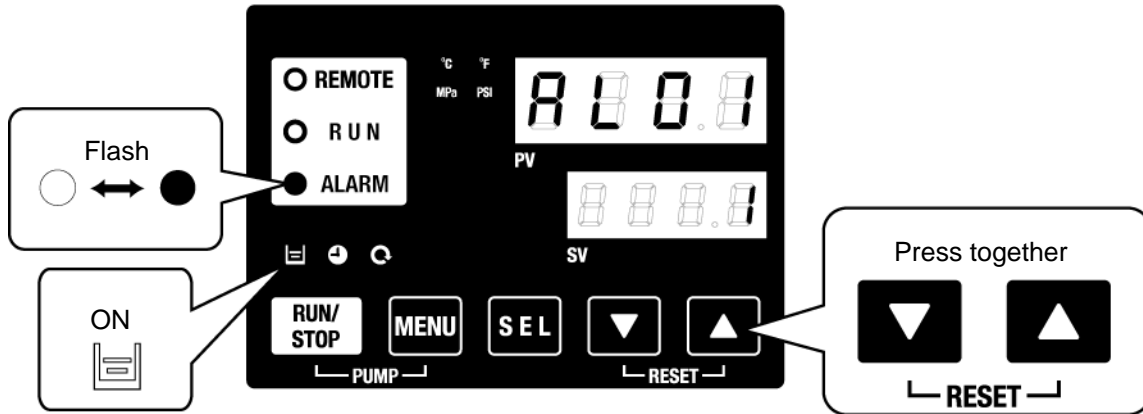 REMOTE
RUN
ALARM
°C °F
MPa PSI
AL01
PV
1
SV
Flash
ON
RUN/
STOP
MENU
SEL
PUMP
RESET
Press together
RESET